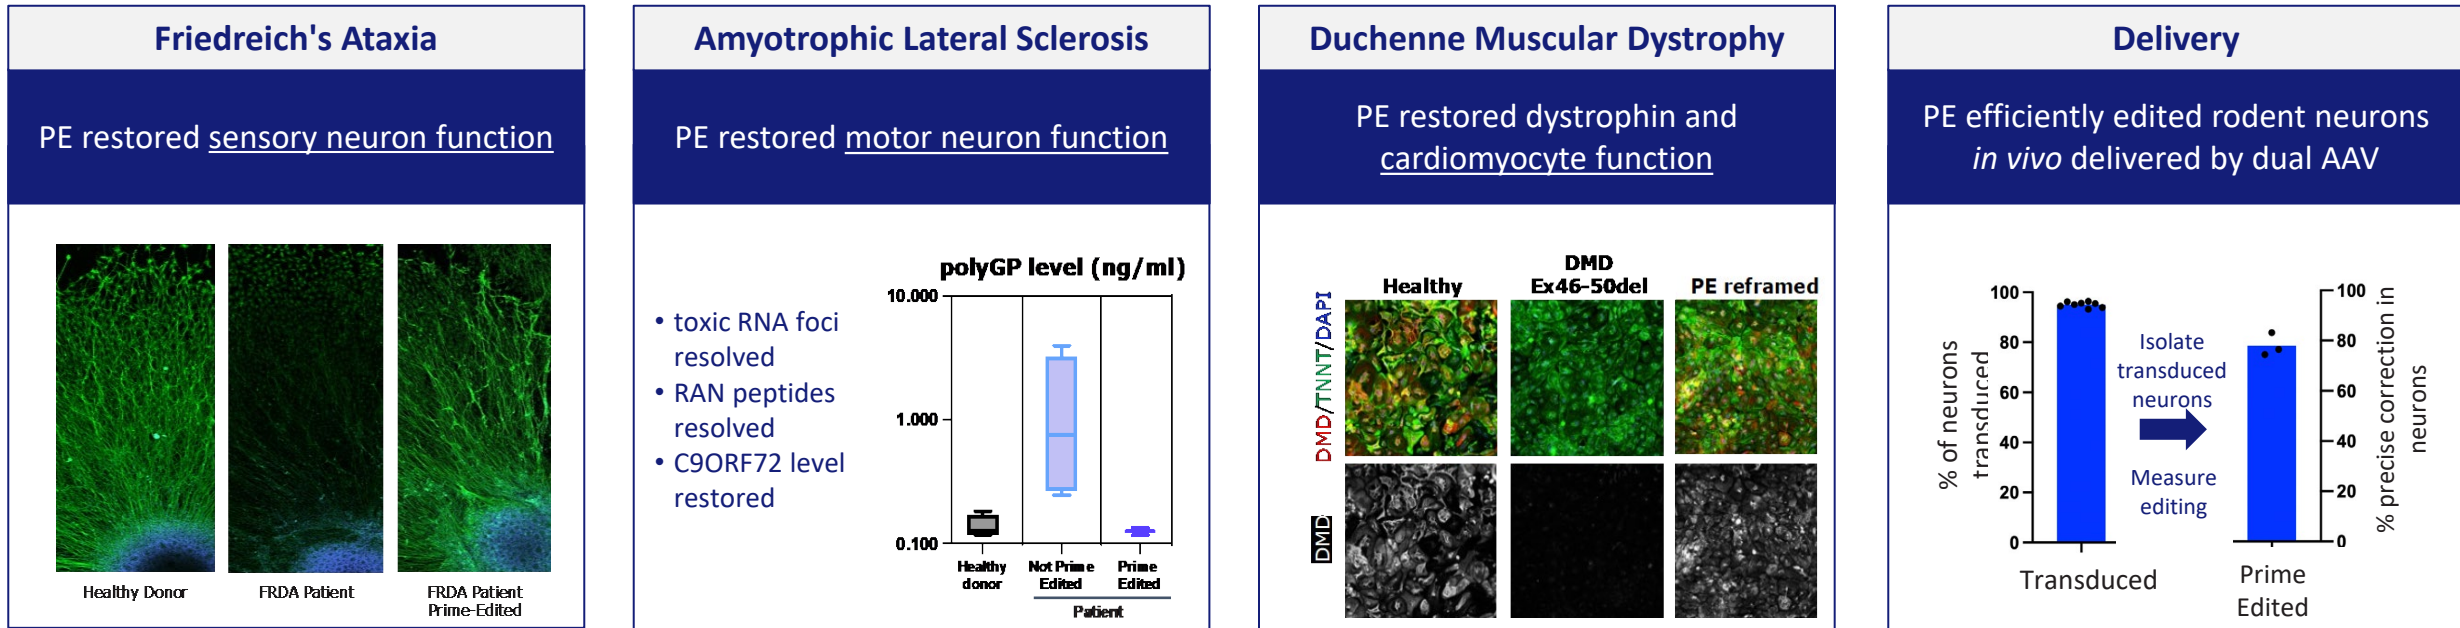 Friedreich's Ataxia
PE restored sensory neuron function
Healthy Donor
FRDA Patient
FRDA Patient
Prime-Edited
Amyotrophic Lateral Sclerosis
PE restored motor neuron function
• toxic RNA foci
resolved
• RAN peptides
resolved
• C9ORF72 level
restored
polyGP level (ng/ml)
10.000
1.000
0.100
Healthy
donor
Not Prime
Edited
Prime
Edited
Patient
Duchenne Muscular Dystrophy
PE restored dystrophin and
cardiomyocyte function
Healthy
DMD
Ex46-50del
PE reframed
DMD/TNNT/DAPI
DMD
Delivery
PE efficiently edited rodent neurons
in vivo delivered by dual AAV
% of neurons
transduced
100
80
60
40
20
0
Transduced
Isolate
transduced
neurons
Measure
editing
100
80
60
40
20
0
% precise correction in
neurons
Prime
Edited